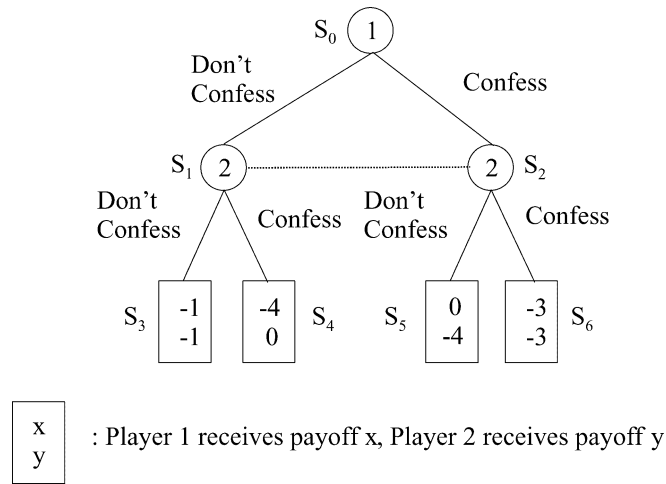 S0 1
Don't
Confess
Confess
S1 2
2 S2
Don't
Confess
Confess
Don't
Confess
Confess
S3
-1
-1
-4
0
S4
S5
0
-4
-3
-3
S6
x
y
: Player 1 receives payoff x, Player 2 receives payoff y